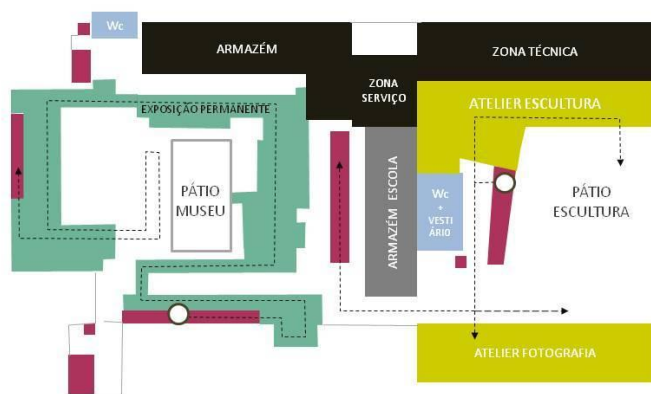 Wc
ARMAZÉM
ZONA TÉCNICA
ZONA
SERVIÇO
EXPOSIÇÃO PERMANENTE
ATELIER ESCULTURA
PÁTIO
MUSEU
ARMAZÉM ESCOLA
Wc
+
VESTI
ÁRIO
PÁTIO
ESCULTURA
ATELIER FOTOGRAFIA